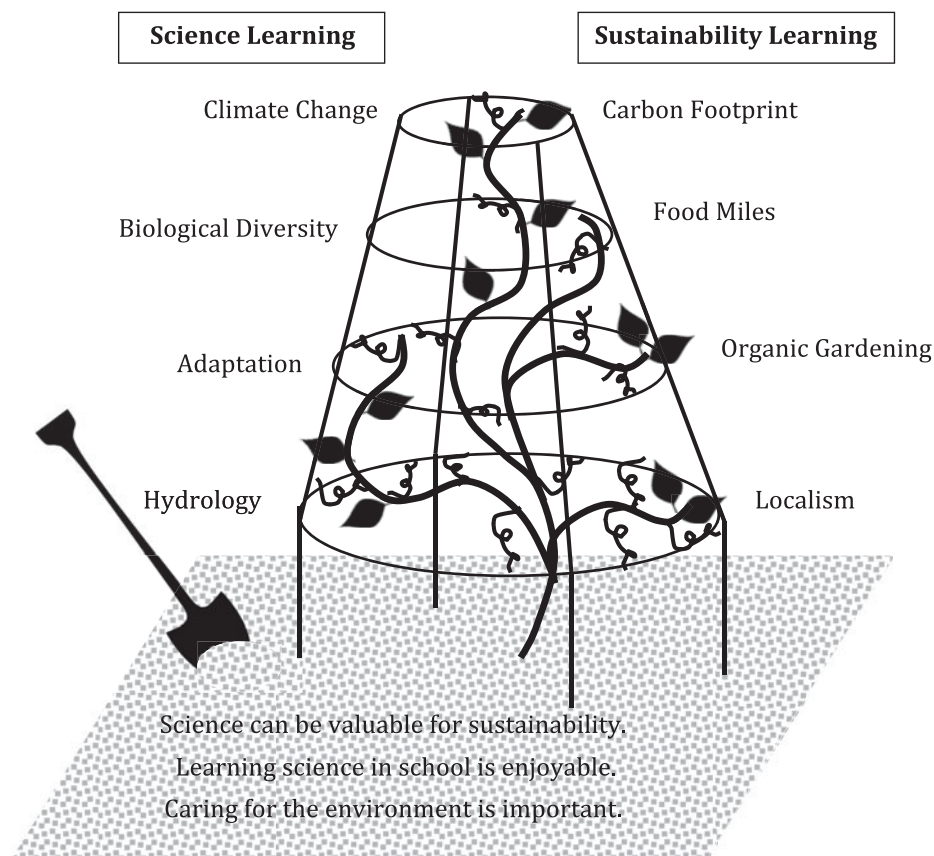 Science Learning
Sustainability Learning
Climate Change
Carbon Footprint
Biological Diversity
Food Miles
Adaptation
Organic Gardening
Hydrology
Localism
Science can be valuable for sustainability.
Learning science in school is enjoyable.
Caring for the environment is important.